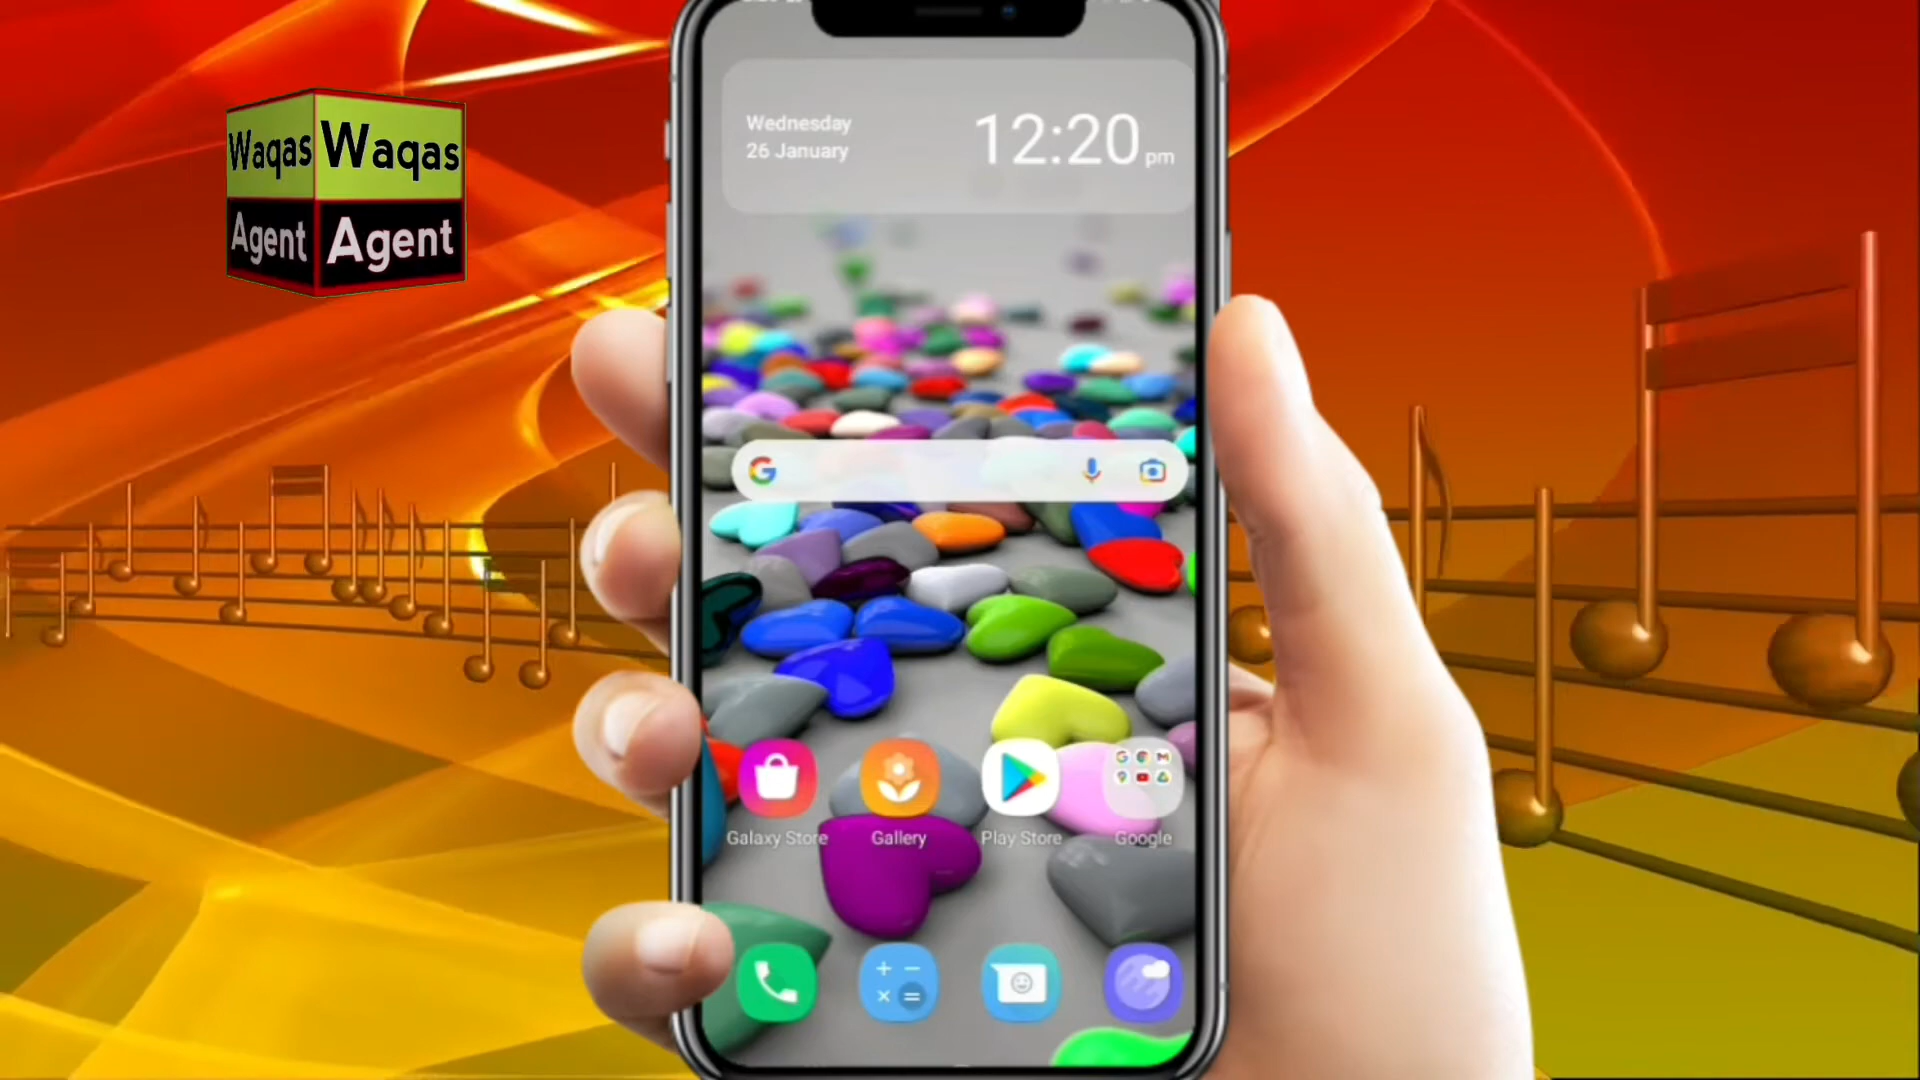 Waqas Waqas
Agent Agent
Wednesday
26 January
12:20 pm
Galaxy Store
Gallery
Play Store
Google